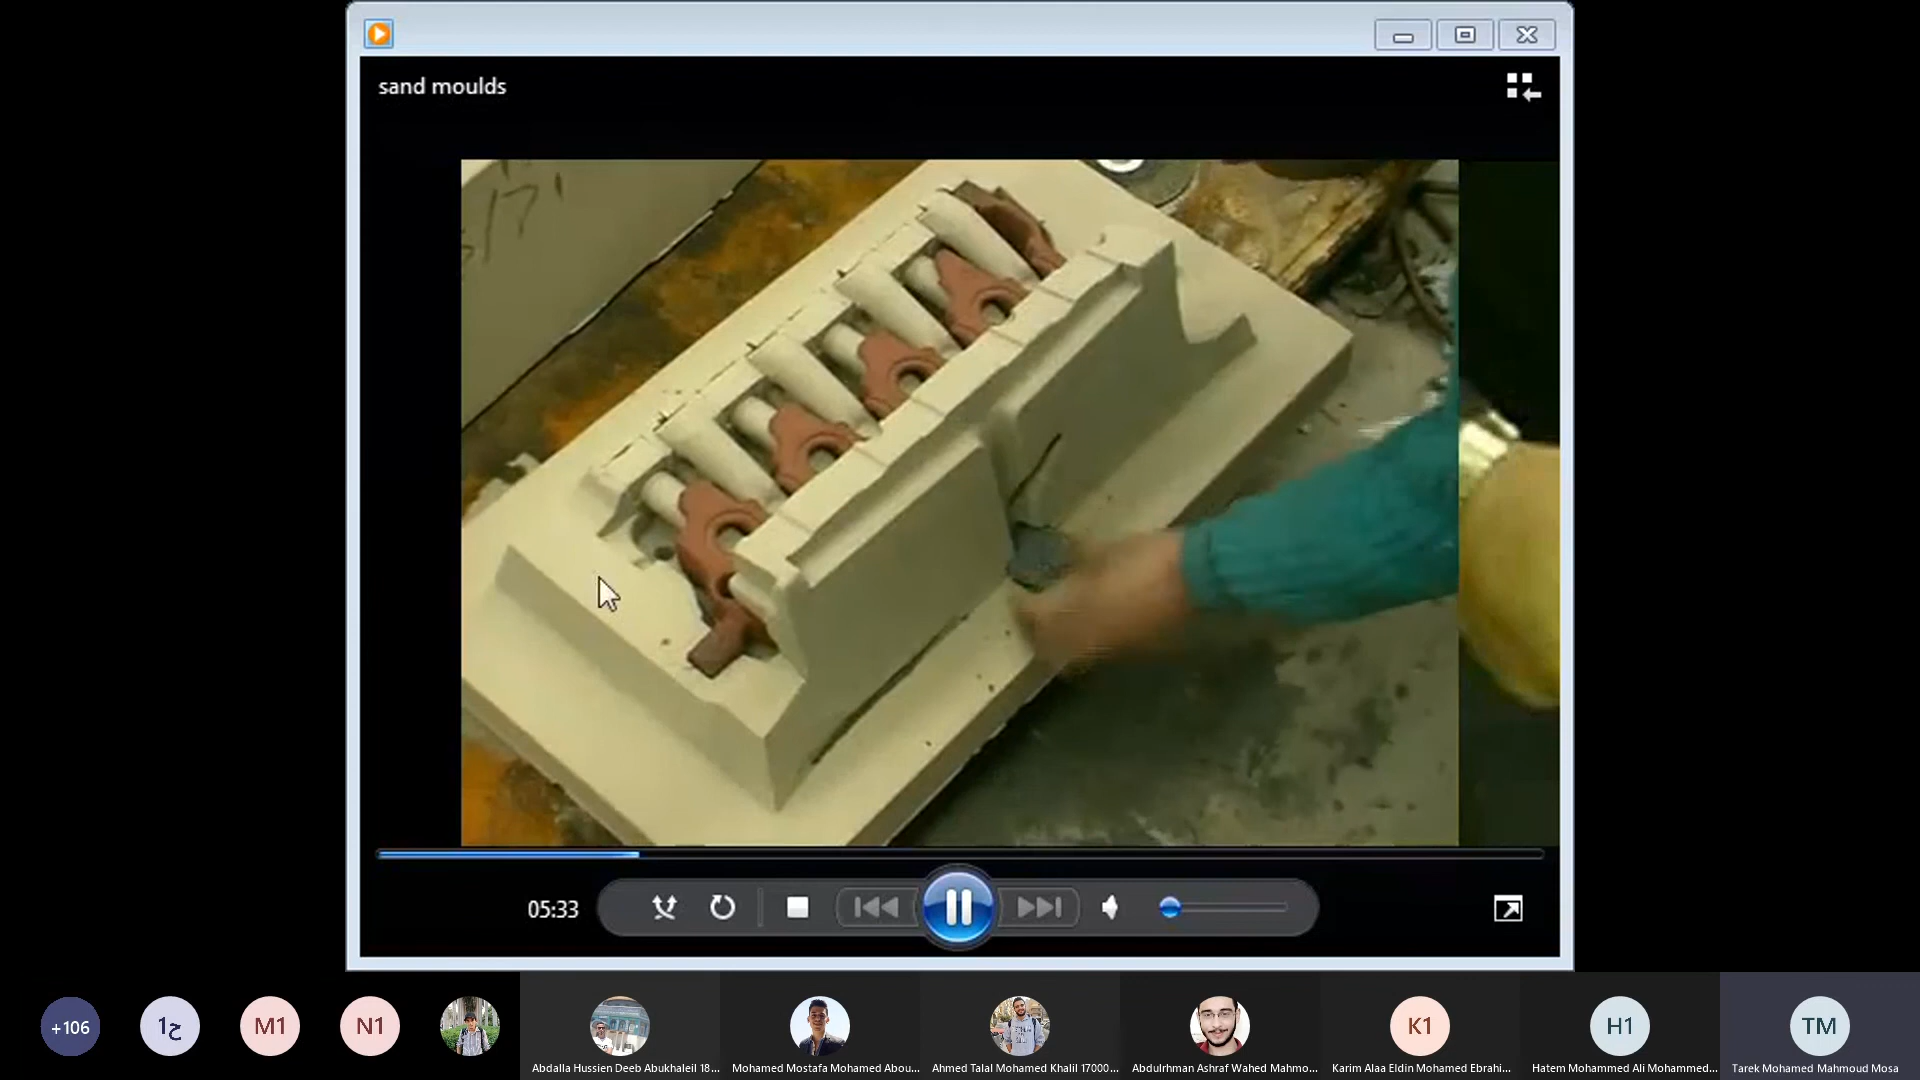 sand moulds
/7'
05:33
+106
ح1
M1
N1
K1
H1
TM
Abdalla Hussien Deeb Abukhaleil 18...
Mohamed Mostafa Mohamed Abou...
Ahmed Talal Mohamed Khalil 17000...
Abdulrhman Ashraf Wahed Mahmo...
Karim Alaa Eldin Mohamed Ebrahi...
Hatem Mohammed Ali Mohammed...
Tarek Mohamed Mahmoud Mosa